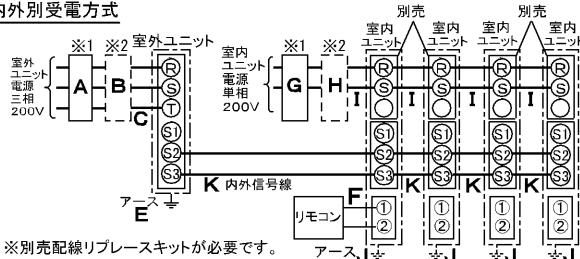 内外別受電方式
別売 別売
※1 ※2 室外ユニット
室外
ユニット
電源
三相
200V
A B C
R
S
T
S1
S2
S3
アース
E
室内
ユニット
電源
単相
200V
※1 ※2
G H
I I I I
室内
ユニット
室内
ユニット
室内
ユニット
室内
ユニット
R R R R
S S S S
S1 S1 S1 S1
S2 S2 S2 S2
S3 S3 S3 S3
K 内外信号線
K K K
F
リモコン
① ① ① ①
② ② ② ②
アース
J J J J
※別売配線リプレースキットが必要です。